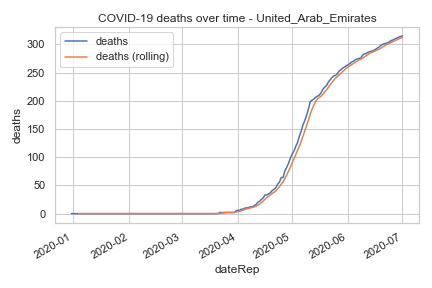 COVID-19 deaths over time - United_Arab_Emirates
deaths
deaths (rolling)
deaths
300
250
200
150
100
50
0
2020-01
2020-02
2020-03
2020-04
2020-05
2020-06
2020-07
dateRep